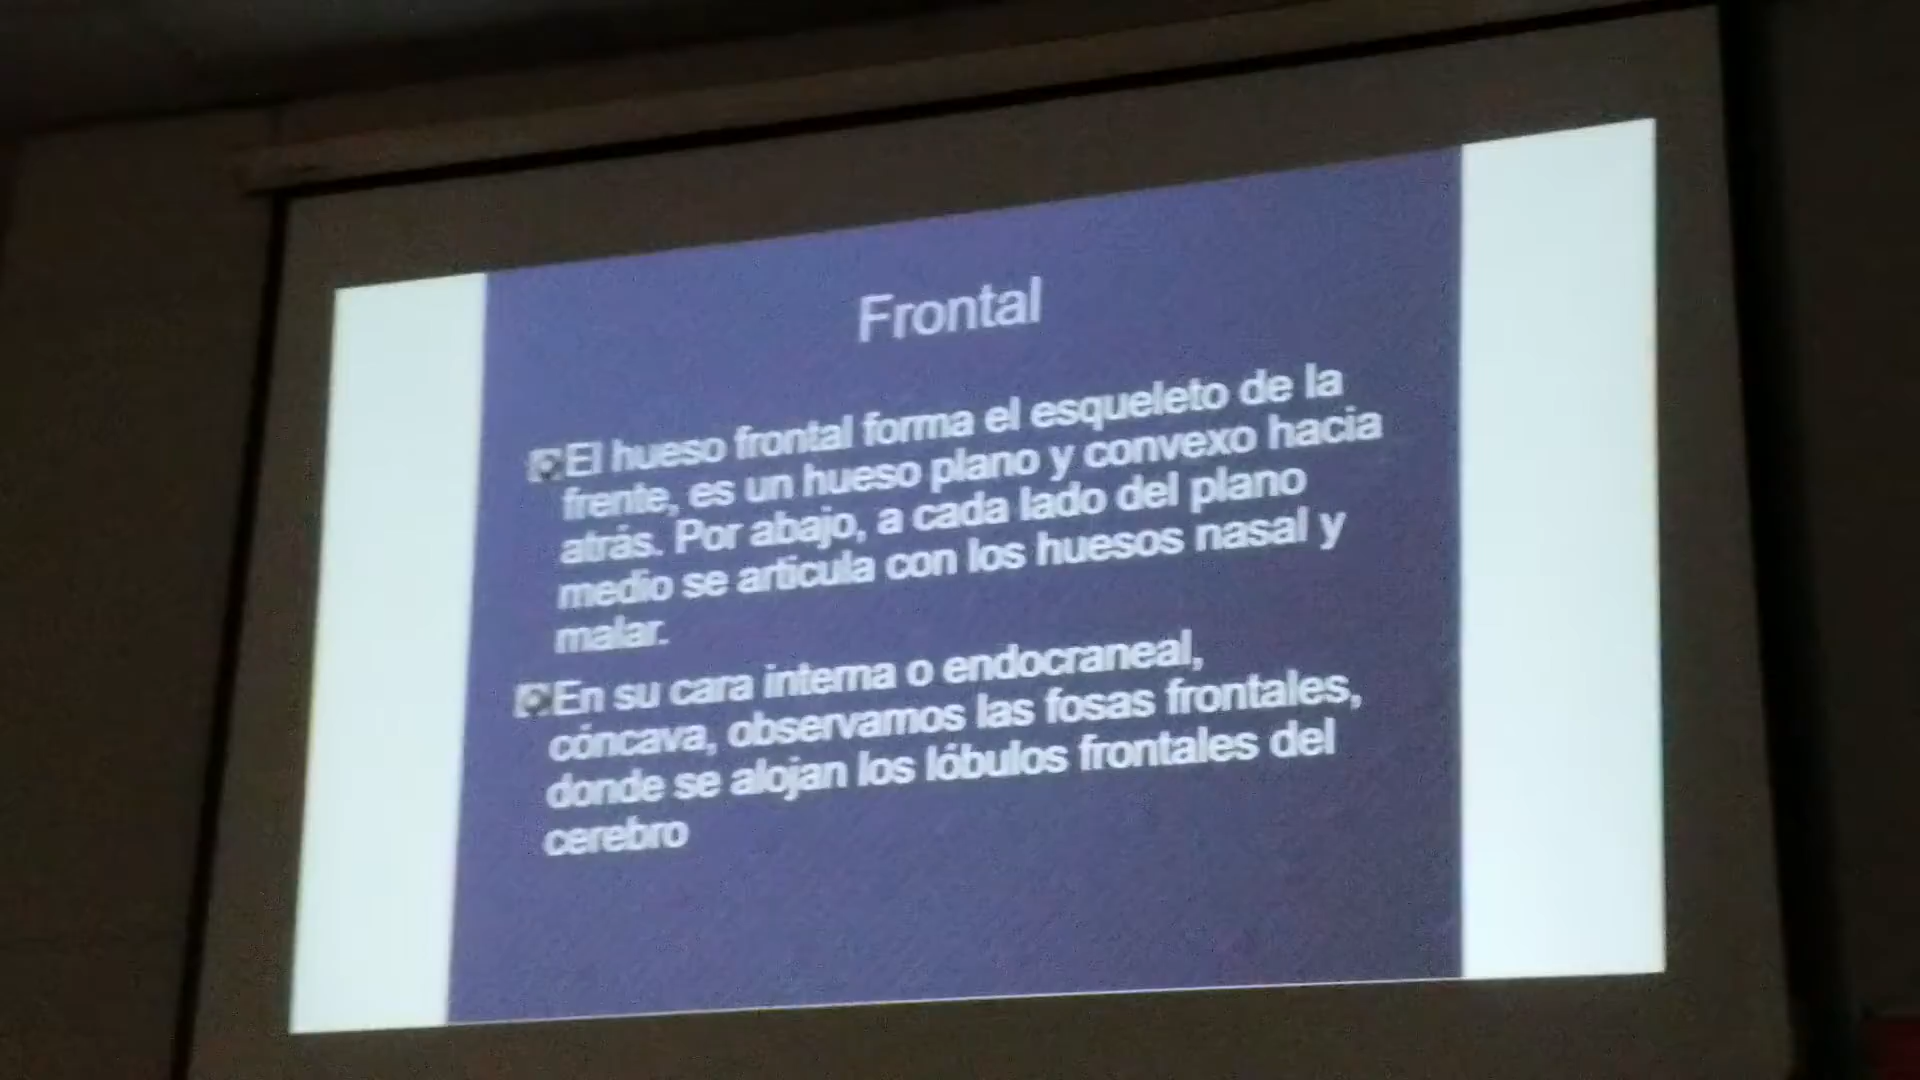 Frontal
El hueso frontal forma el esqueleto de la
frente, es un hueso plano y convexo hacia
atrás. Por abajo, a cada lado del plano
medio se articula con los huesos nasal y
malar.
En su cara interna o endocraneal,
cóncava, observamos las fosas frontales,
donde se alojan los lóbulos frontales del
cerebro